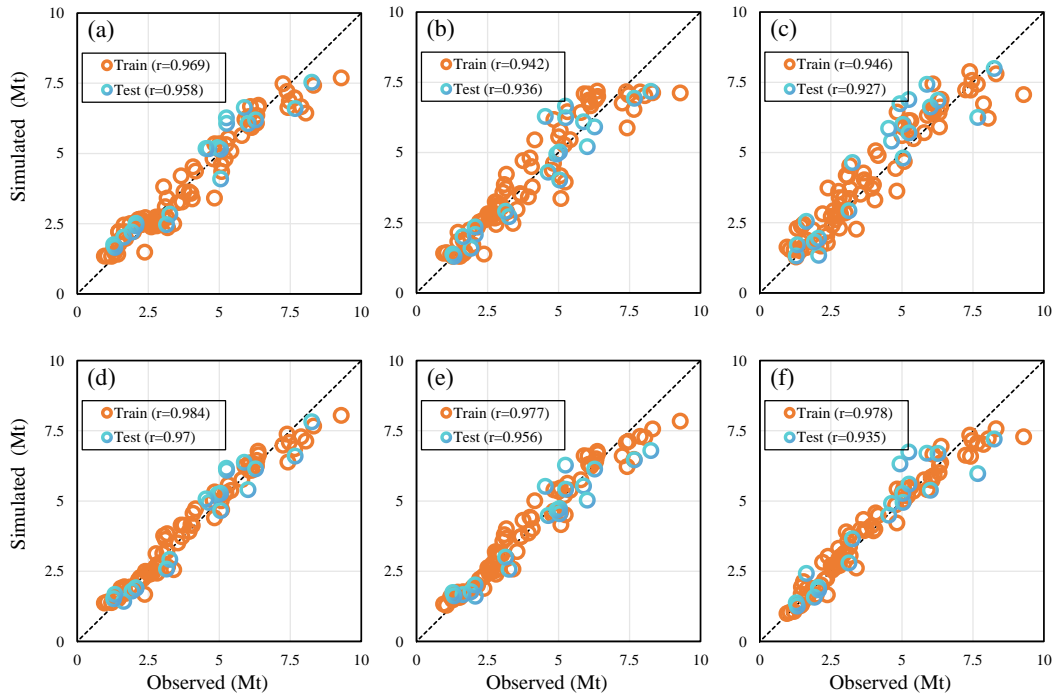 (a)
Train (r=0.969)
Test (r=0.958)
(b)
Train (r=0.942)
Test (r=0.936)
(c)
Train (r=0.946)
Test (r=0.927)
Simulated (Mt)
10
7.5
5
2.5
0
0 2.5 5 7.5 10
10
7.5
5
2.5
0
0 2.5 5 7.5 10
10
7.5
5
2.5
0
0 2.5 5 7.5 10
(d)
Train (r=0.984)
Test (r=0.97)
(e)
Train (r=0.977)
Test (r=0.956)
(f)
Train (r=0.978)
Test (r=0.935)
Simulated (Mt)
10
7.5
5
2.5
0
0 2.5 5 7.5 10
10
7.5
5
2.5
0
0 2.5 5 7.5 10
10
7.5
5
2.5
0
0 2.5 5 7.5 10
Observed (Mt)
Observed (Mt)
Observed (Mt)